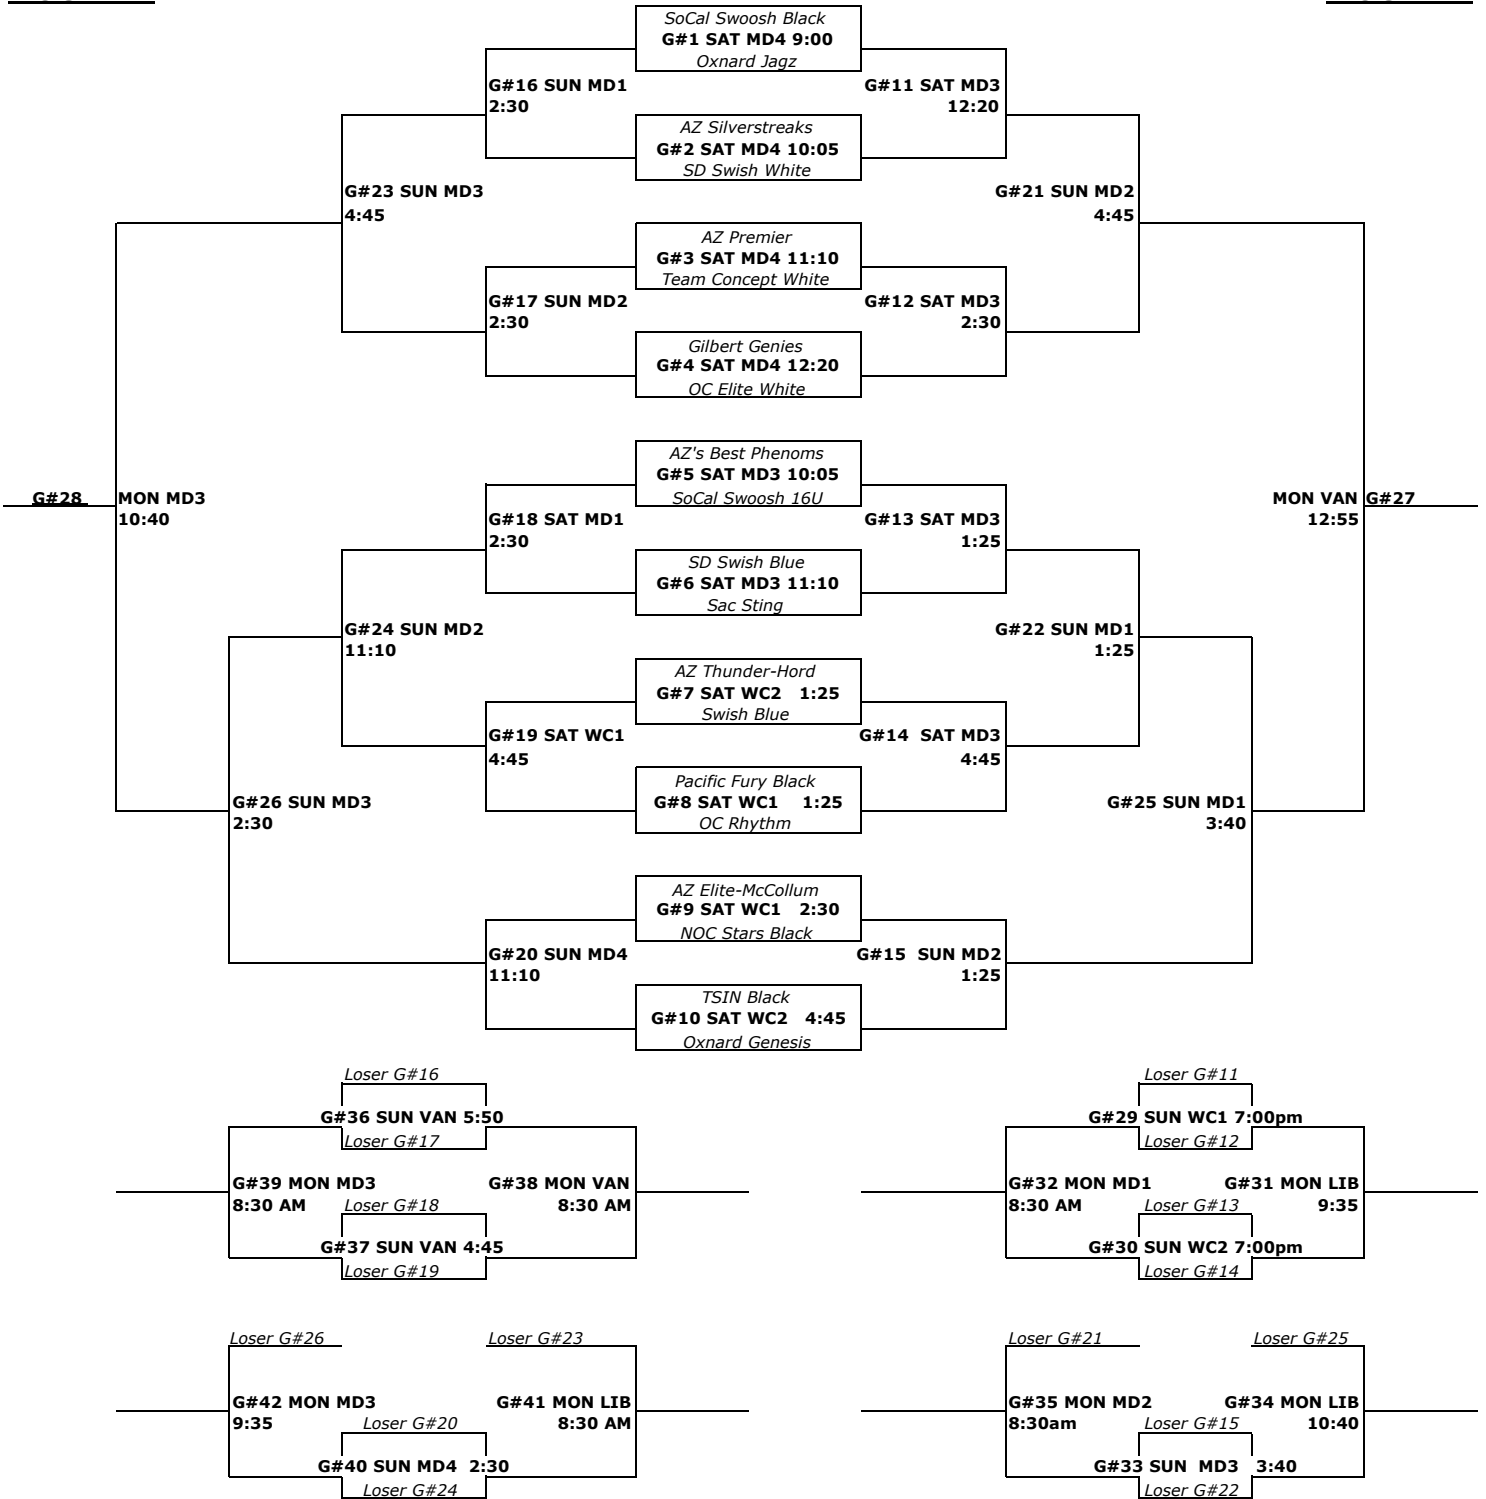 SoCal Swoosh Black
G#1 SAT MD4 9:00
Oxnard Jagz
G#16 SUN MD1
2:30
G#11 SAT MD3
12:20
AZ Silverstreaks
G#2 SAT MD4 10:05
SD Swish White
G#23 SUN MD3
4:45
G#21 SUN MD2
4:45
AZ Premier
G#3 SAT MD4 11:10
Team Concept White
G#17 SUN MD2
2:30
G#12 SAT MD3
2:30
Gilbert Genies
G#4 SAT MD4 12:20
OC Elite White
AZ's Best Phenoms
G#5 SAT MD3 10:05
SoCal Swoosh 16U
G#28 MON MD3
10:40
MON VAN G#27
12:55
G#18 SAT MD1
2:30
G#13 SAT MD3
1:25
SD Swish Blue
G#6 SAT MD3 11:10
Sac Sting
G#24 SUN MD2
11:10
G#22 SUN MD1
1:25
AZ Thunder-Hord
G#7 SAT WC2 1:25
Swish Blue
G#19 SAT WC1
4:45
G#14 SAT MD3
4:45
Pacific Fury Black
G#8 SAT WC1 1:25
OC Rhythm
G#26 SUN MD3
2:30
G#25 SUN MD1
3:40
AZ Elite-McCollum
G#9 SAT WC1 2:30
NOC Stars Black
G#20 SUN MD4
11:10
G#15 SUN MD2
1:25
TSIN Black
G#10 SAT WC2 4:45
Oxnard Genesis
Loser G#16
G#36 SUN VAN 5:50
Loser G#17
G#39 MON MD3
8:30 AM
G#38 MON VAN
8:30 AM
Loser G#18
G#37 SUN VAN 4:45
Loser G#19
Loser G#11
G#29 SUN WC1 7:00pm
Loser G#12
G#32 MON MD1
8:30 AM
G#31 MON LIB
9:35
Loser G#13
G#30 SUN WC2 7:00pm
Loser G#14
Loser G#26
Loser G#23
G#42 MON MD3
9:35
G#41 MON LIB
8:30 AM
Loser G#20
G#40 SUN MD4 2:30
Loser G#24
Loser G#21
Loser G#25
G#35 MON MD2
8:30am
G#34 MON LIB
10:40
Loser G#15
G#33 SUN MD3 3:40
Loser G#22